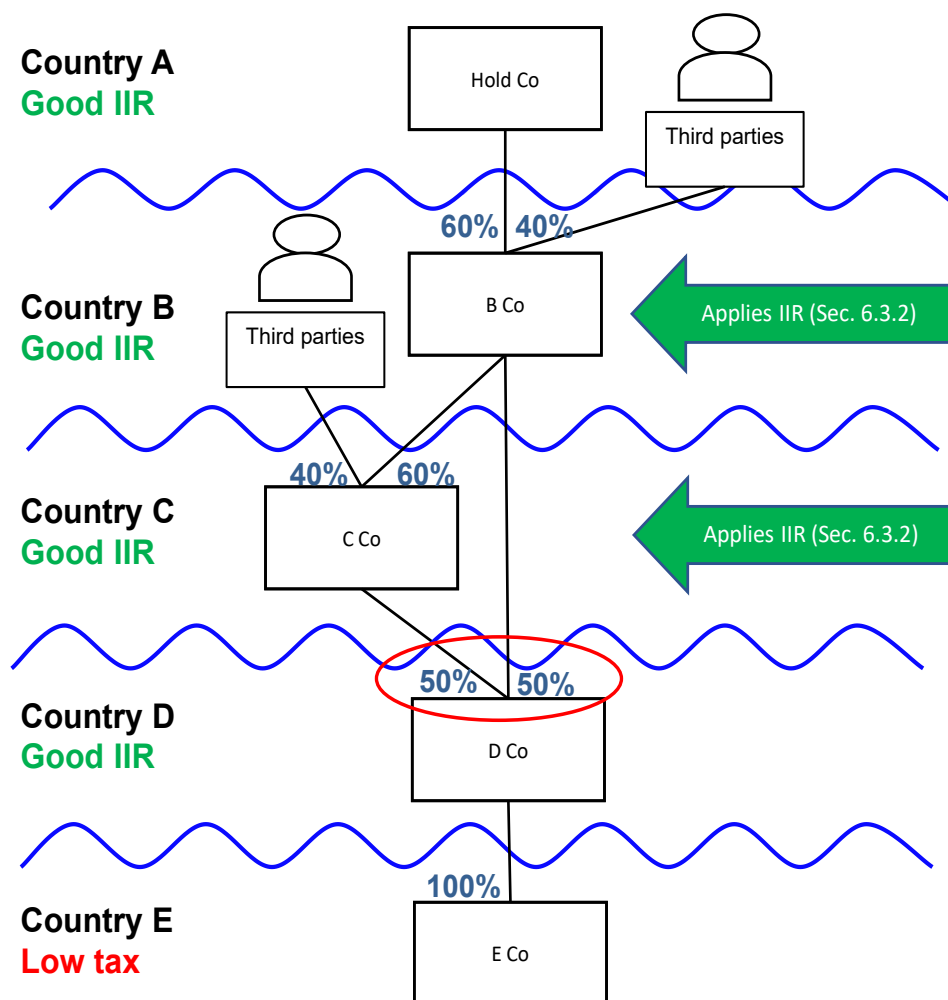 Country A
Good IIR
Hold Co
Third parties
60%
40%
Country B
Good IIR
Third parties
B Co
Applies IIR (Sec. 6.3.2)
40%
60%
Country C
Good IIR
C Co
Applies IIR (Sec. 6.3.2)
50%
50%
Country D
Good IIR
D Co
100%
Country E
Low tax
E Co